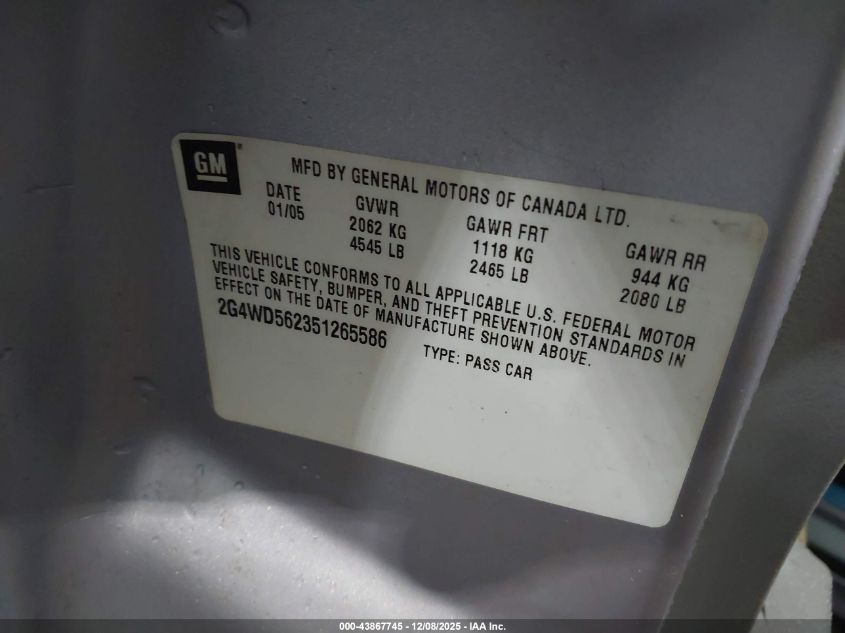 GM
MFD BY GENERAL MOTORS OF CANADA LTD.
DATE GVWR GAWR FRT GAWR RR
01/05 2062 KG 1118 KG 944 KG
4545 LB 2465 LB 2080 LB
THIS VEHICLE CONFORMS TO ALL APPLICABLE U.S. FEDERAL MOTOR
VEHICLE SAFETY, BUMPER, AND THEFT PREVENTION STANDARDS IN
EFFECT ON THE DATE OF MANUFACTURE SHOWN ABOVE.
2G4WD562351265586 TYPE: PASS CAR
000-43867745 - 12/08/2025 - IAA Inc.